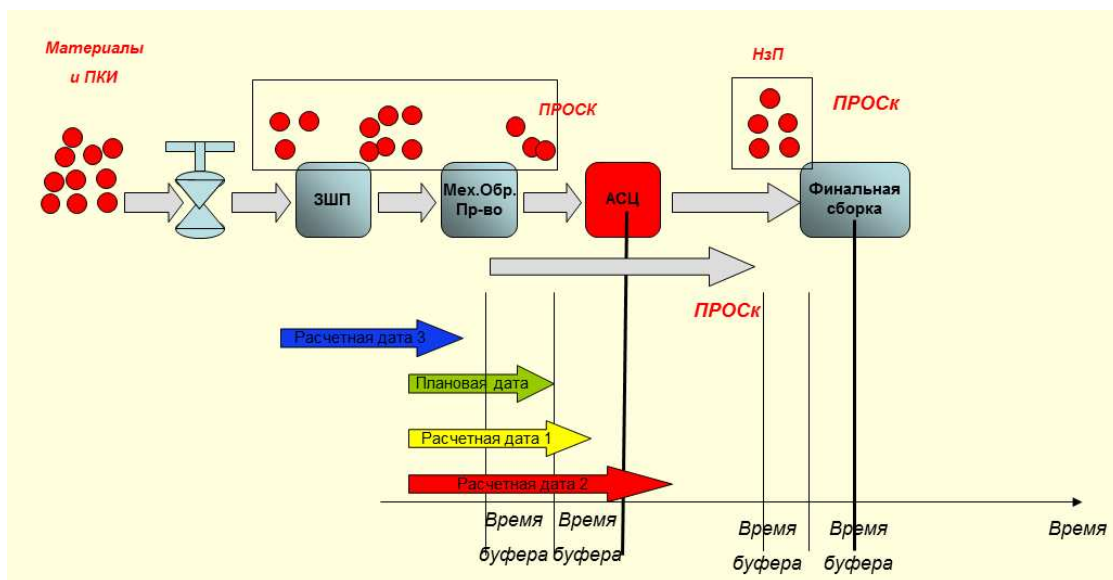 Материалы
и ПКИ
НзП
ПРОСК
ПРОСк
ЗШП
Мех.Обр.
Пр-во
АСЦ
Финальная
сборка
ПРОСк
Расчетная дата 3
Плановая дата
Расчетная дата 1
Расчетная дата 2
Время
буфера
Время
буфера
Время
буфера
Время
буфера
Время